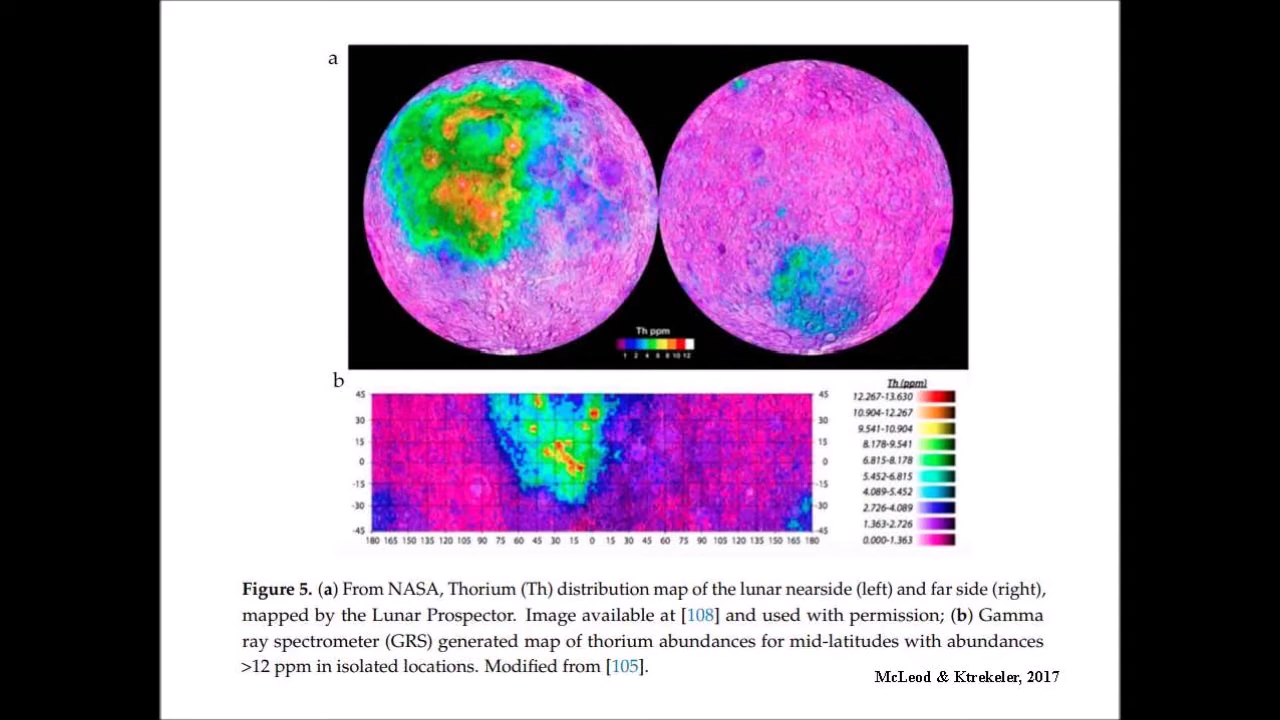 a
Th ppm
1 2 4 6 8 10 12
b
Th (ppm)
45 45
30 30
15 15
0 0
-15 -15
-30 -30
-45 -45
180 165 150 135 120 105 90 75 60 45 30 15 0 15 30 45 60 75 90 105 120 135 150 165 180
12.267-13.630
10.904-12.267
9.541-10.904
8.178-9.541
6.815-8.178
5.452-6.815
4.089-5.452
2.726-4.089
1.363-2.726
0.000-1.363
Figure 5. (a) From NASA, Thorium (Th) distribution map of the lunar nearside (left) and far side (right),
mapped by the Lunar Prospector. Image available at [108] and used with permission; (b) Gamma
ray spectrometer (GRS) generated map of thorium abundances for mid-latitudes with abundances
>12 ppm in isolated locations. Modified from [105].
McLeod & Ktrekeler, 2017